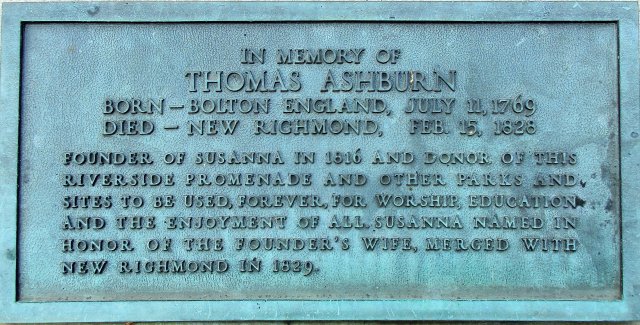 IN MEMORY OF
THOMAS ASHBURN
BORN – BOLTON ENGLAND, JULY 11, 1769
DIED – NEW RICHMOND, FEB. 15, 1828
FOUNDER OF SUSANNA IN 1816 AND DONOR OF THIS
RIVERSIDE PROMENADE AND OTHER PARKS AND
SITES TO BE USED, FOREVER, FOR WORSHIP, EDUCATION
AND THE ENJOYMENT OF ALL. SUSANNA NAMED IN
HONOR OF THE FOUNDER'S WIFE, MERGED WITH
NEW RICHMOND IN 1829.